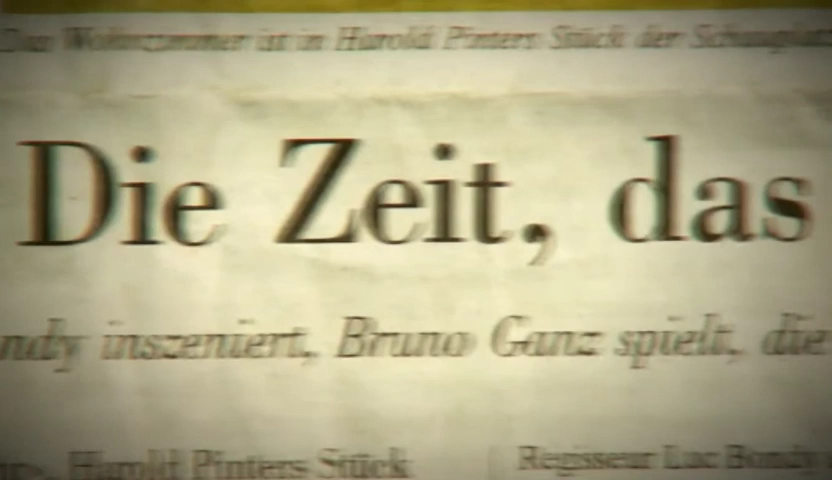 Das Wohnzimmer ist in Harold Pinters Stück der Schauplatz
Die Zeit, das
ndy inszeniert, Bruno Ganz spielt, die
Harold Pinters Stück
Regisseur Luc Bondy